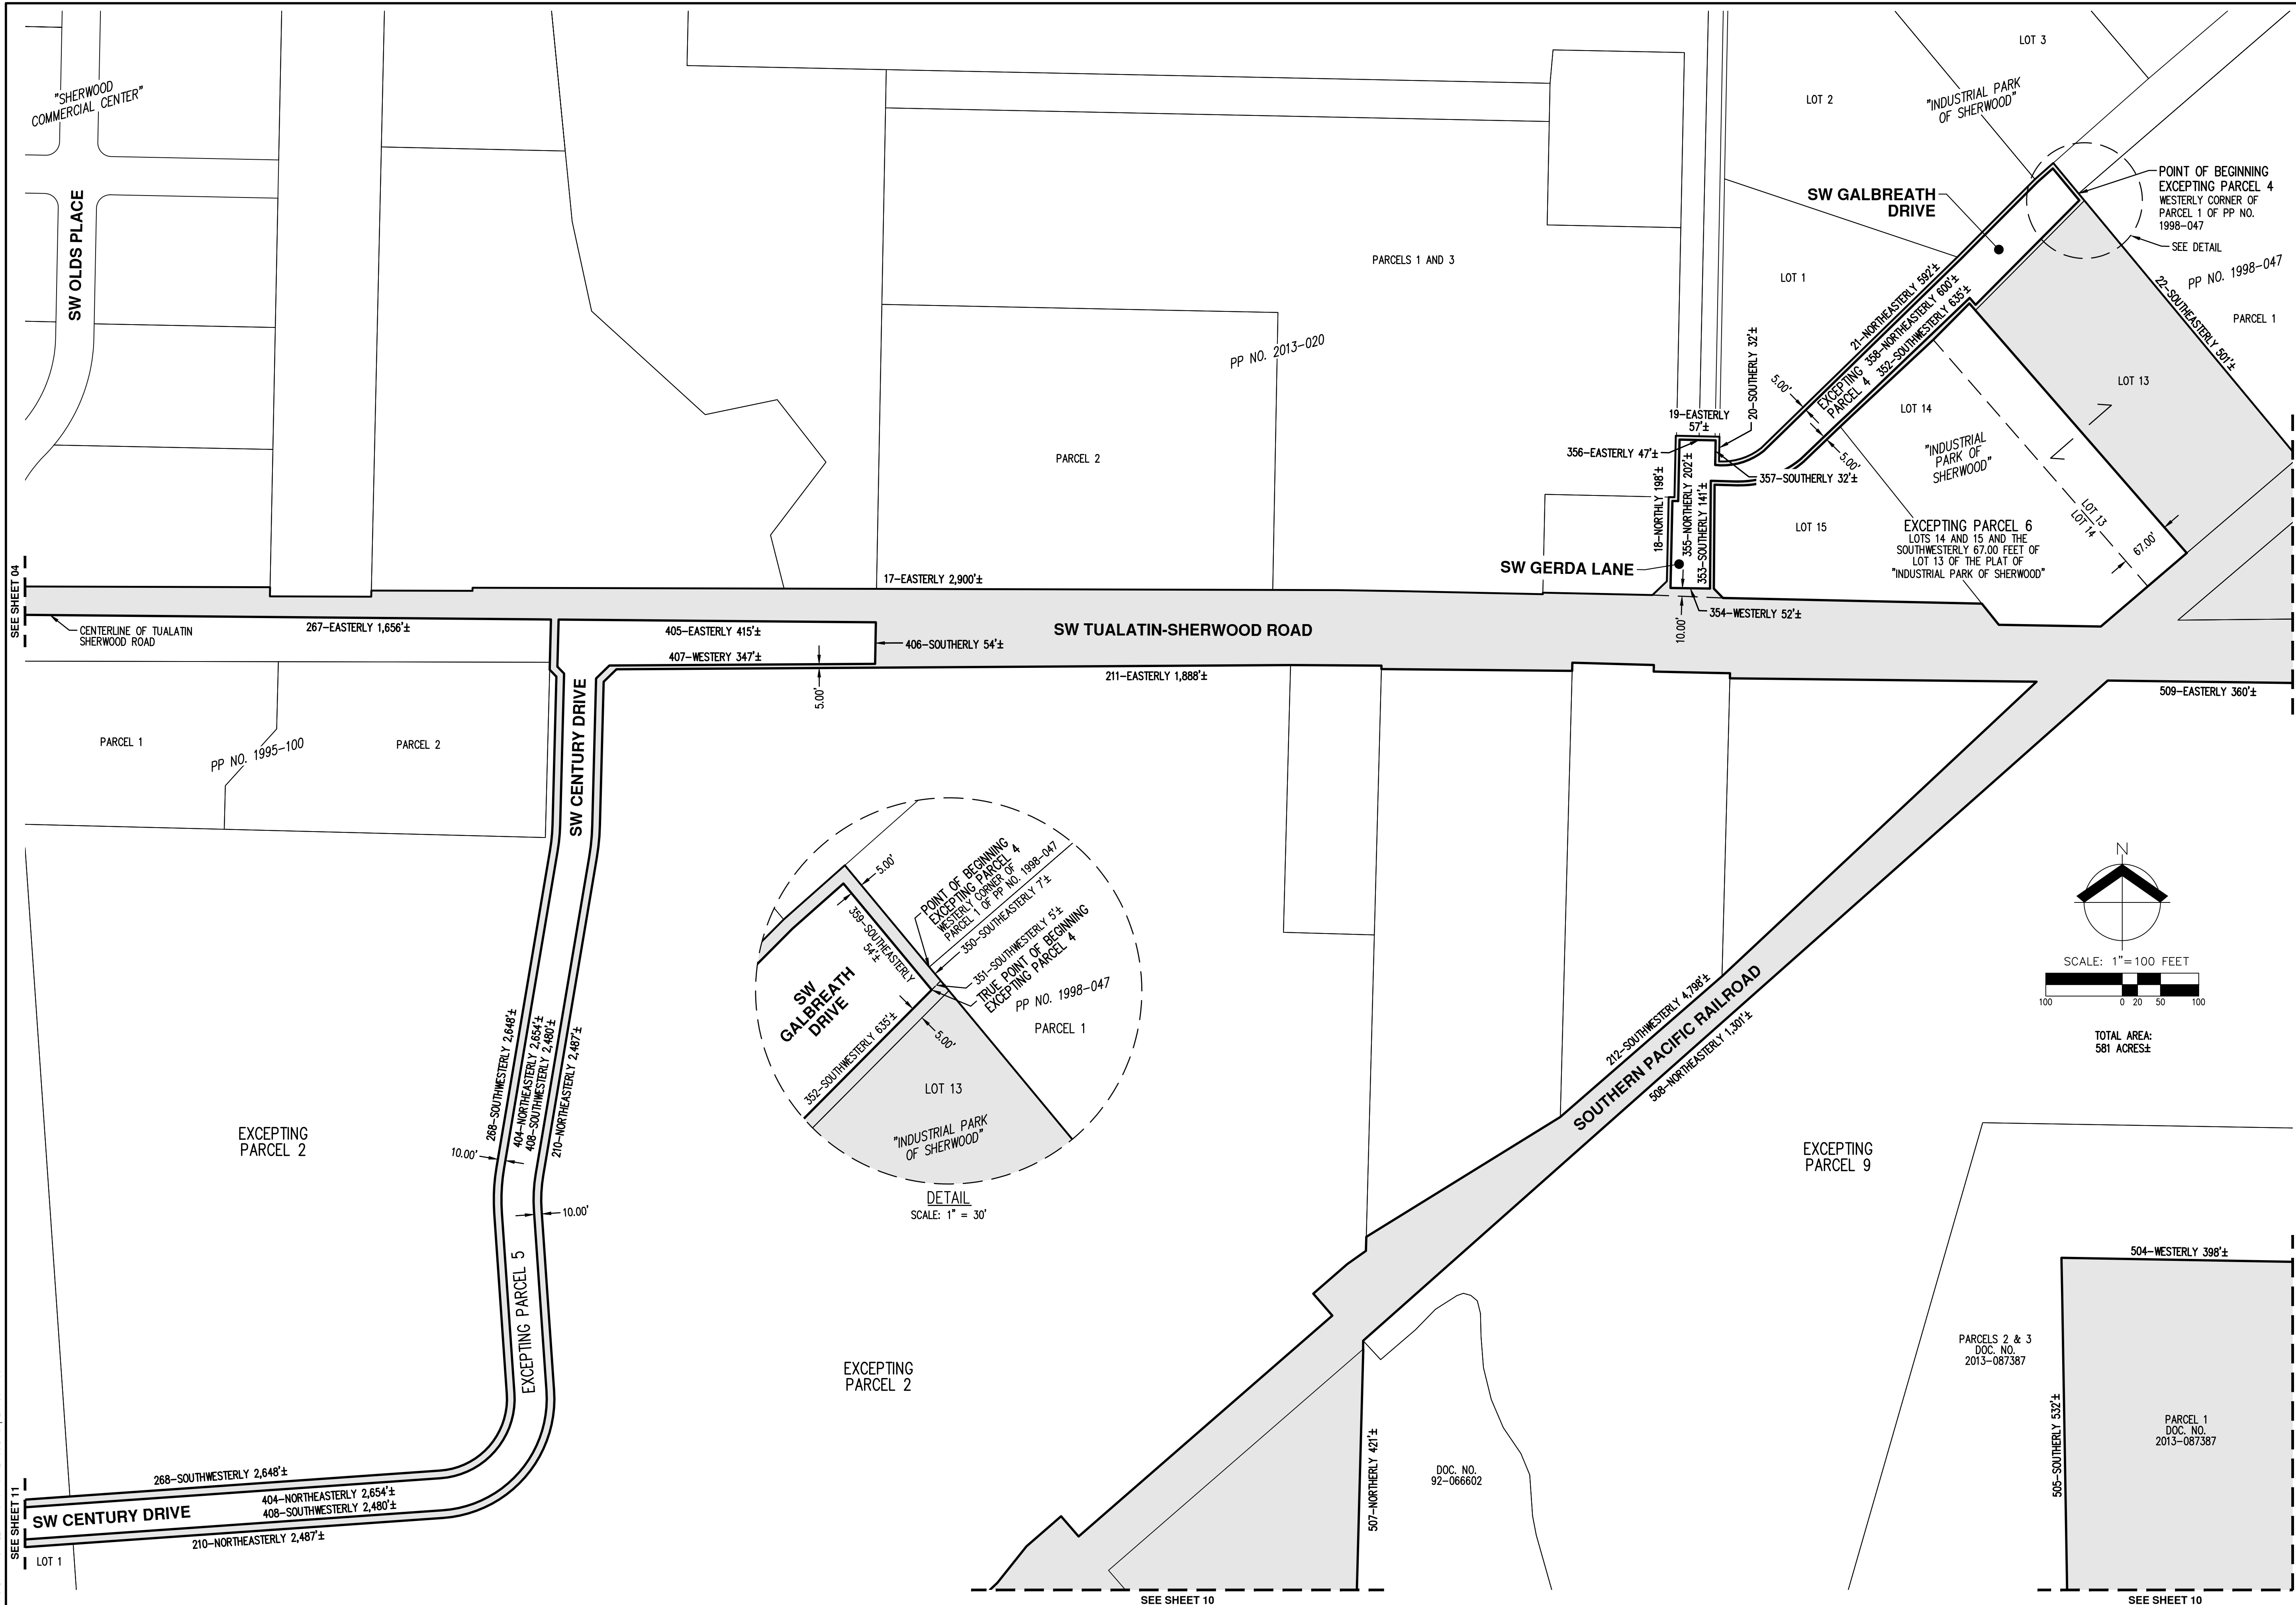 "SHERWOOD
COMMERCIAL CENTER"
SW OLDS PLACE
LOT 3
LOT 2
"INDUSTRIAL PARK
OF SHERWOOD"
POINT OF BEGINNING
EXCEPTING PARCEL 4
WESTERLY CORNER OF
PARCEL 1 OF PP NO.
1998-047
SEE DETAIL
SW GALBREATH
DRIVE
PARCELS 1 AND 3
LOT 1
PP NO. 1998-047
22-SOUTHEASTERLY 501'±
PARCEL 1
21-NORTHEASTERLY 592'±
358-NORTHEASTERLY 600'±
352-SOUTHWESTERLY 635'±
EXCEPTING
PARCEL 4
5.00'
5.00'
20-SOUTHERLY 32'±
PP NO. 2013-020
LOT 13
LOT 14
19-EASTERLY
57'±
PARCEL 2
356-EASTERLY 47'±
357-SOUTHERLY 32'±
"INDUSTRIAL
PARK OF
SHERWOOD"
18-NORTHLY 198'±
355-NORTHERLY 202'±
353-SOUTHERLY 141'±
LOT 15
LOT 13
LOT 14
67.00'
EXCEPTING PARCEL 6
LOTS 14 AND 15 AND THE
SOUTHWESTERLY 67.00 FEET OF
LOT 13 OF THE PLAT OF
"INDUSTRIAL PARK OF SHERWOOD"
SW GERDA LANE
354-WESTERLY 52'±
10.00'
SEE SHEET 04
17-EASTERLY 2,900'±
CENTERLINE OF TUALATIN
SHERWOOD ROAD
267-EASTERLY 1,656'±
405-EASTERLY 415'±
406-SOUTHERLY 54'±
407-WESTERY 347'±
SW TUALATIN-SHERWOOD ROAD
5.00'
211-EASTERLY 1,888'±
509-EASTERLY 360'±
PARCEL 1
PP NO. 1995-100
PARCEL 2
SW CENTURY DRIVE
5.00'
POINT OF BEGINNING
EXCEPTING PARCEL 4
WESTERLY CORNER OF
PARCEL 1 OF PP NO. 1998-047
350-SOUTHEASTERLY 7'±
351-SOUTHWESTERLY 5'±
TRUE POINT OF BEGINNING
EXCEPTING PARCEL 4
359-SOUTHEASTERLY
54'±
SW
GALBREATH
DRIVE
PP NO. 1998-047
PARCEL 1
352-SOUTHWESTERLY 635'±
5.00'
LOT 13
"INDUSTRIAL PARK
OF SHERWOOD"
DETAIL
SCALE: 1" = 30'
N
SCALE: 1"=100 FEET
100 0 20 50 100
TOTAL AREA:
581 ACRES±
268-SOUTHWESTERLY 2,648'±
404-NORTHEASTERLY 2,654'±
408-SOUTHWESTERLY 2,480'±
210-NORTHEASTERLY 2,487'±
EXCEPTING
PARCEL 2
10.00'
10.00'
EXCEPTING PARCEL 5
212-SOUTHWESTERLY 4,798'±
SOUTHERN PACIFIC RAILROAD
508-NORTHEASTERLY 1,301'±
EXCEPTING
PARCEL 9
504-WESTERLY 398'±
EXCEPTING
PARCEL 2
PARCELS 2 & 3
DOC. NO.
2013-087387
505-SOUTHERLY 532'±
PARCEL 1
DOC. NO.
2013-087387
507-NORTHERLY 421'±
DOC. NO.
92-066602
SEE SHEET 11
268-SOUTHWESTERLY 2,648'±
404-NORTHEASTERLY 2,654'±
408-SOUTHWESTERLY 2,480'±
SW CENTURY DRIVE
210-NORTHEASTERLY 2,487'±
LOT 1
SEE SHEET 10
SEE SHEET 10